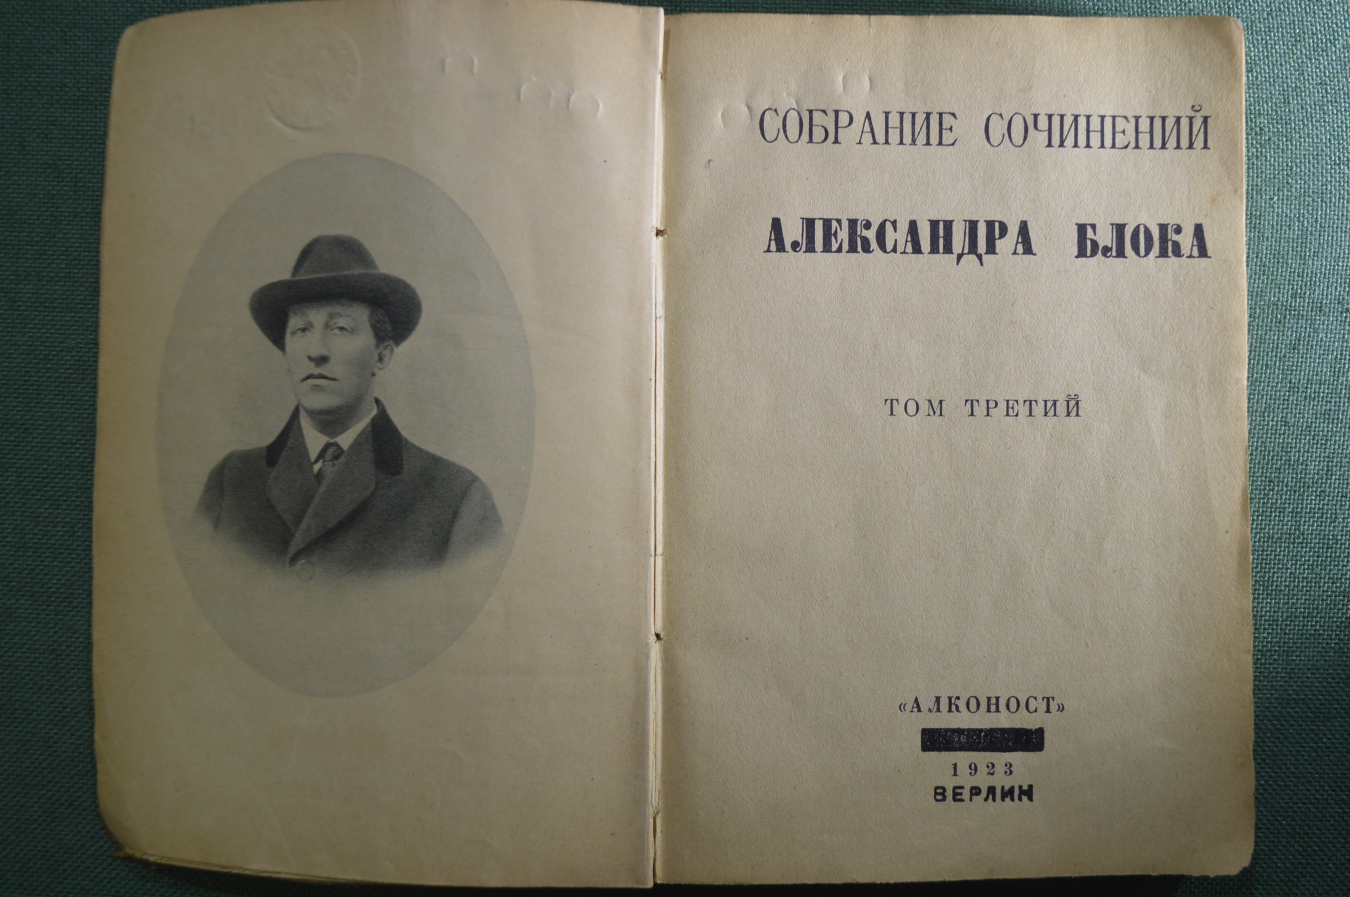 СОБРАНИЕ СОЧИНЕНИЙ
АЛЕКСАНДРА БЛОКА
ТОМ ТРЕТИЙ
«АЛКОНОСТ»
1923
ВЕРЛИН